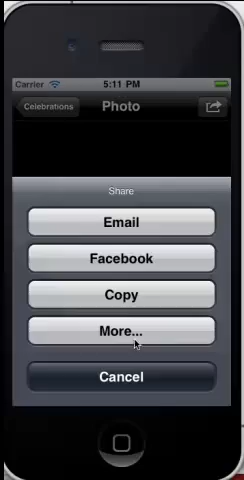 Carrier 5:11 PM
Celebrations Photo
Share
Email
Facebook
Copy
More...
Cancel